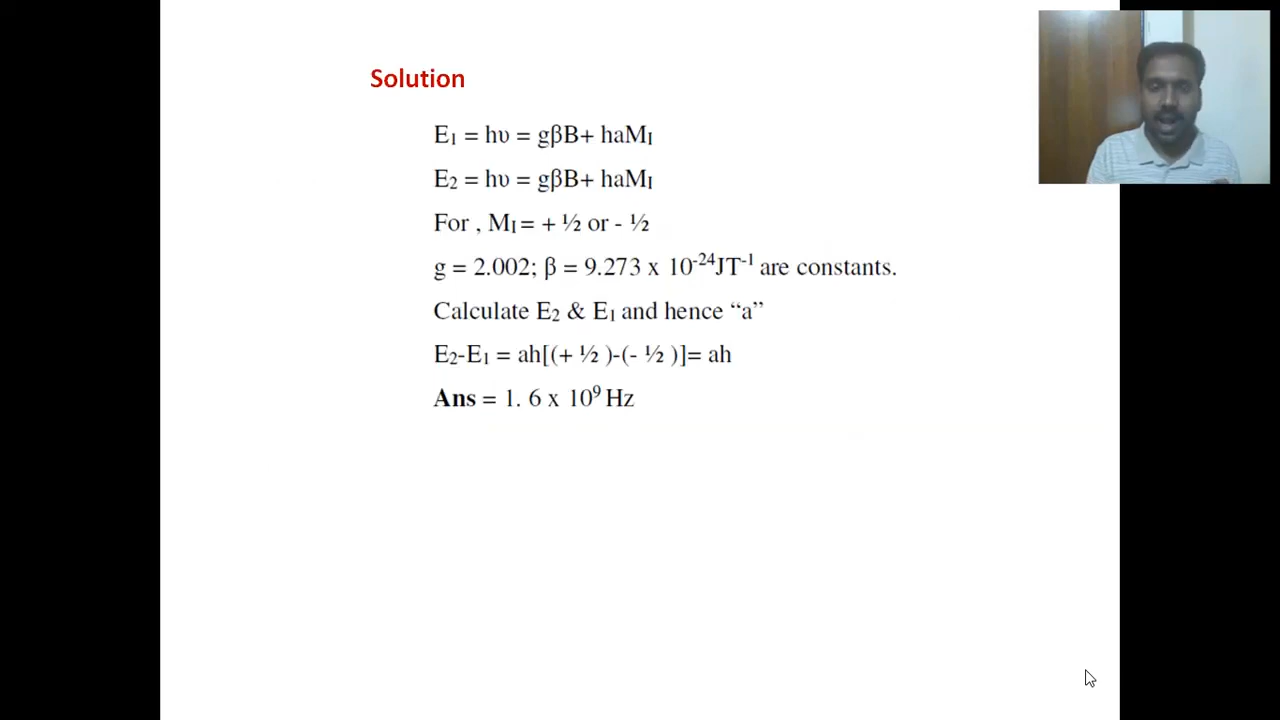 Solution
E₁ = hυ = gβB+ haMI
E₂ = hυ = gβB+ haMI
For , MI = + ½ or - ½
g = 2.002; β = 9.273 x 10⁻²⁴JT⁻¹ are constants.
Calculate E₂ & E₁ and hence “a”
E₂-E₁ = ah[(+ ½ )-(- ½ )]= ah
Ans = 1. 6 x 10⁹ Hz